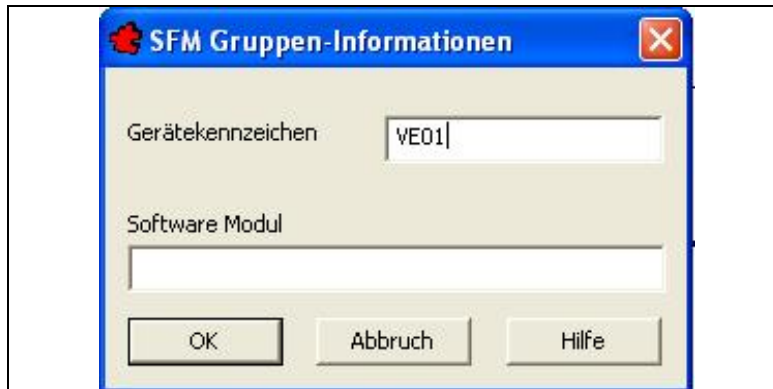 SFM Gruppen-Informationen
Gerätekennzeichen VE01
Software Modul
OK Abbruch Hilfe